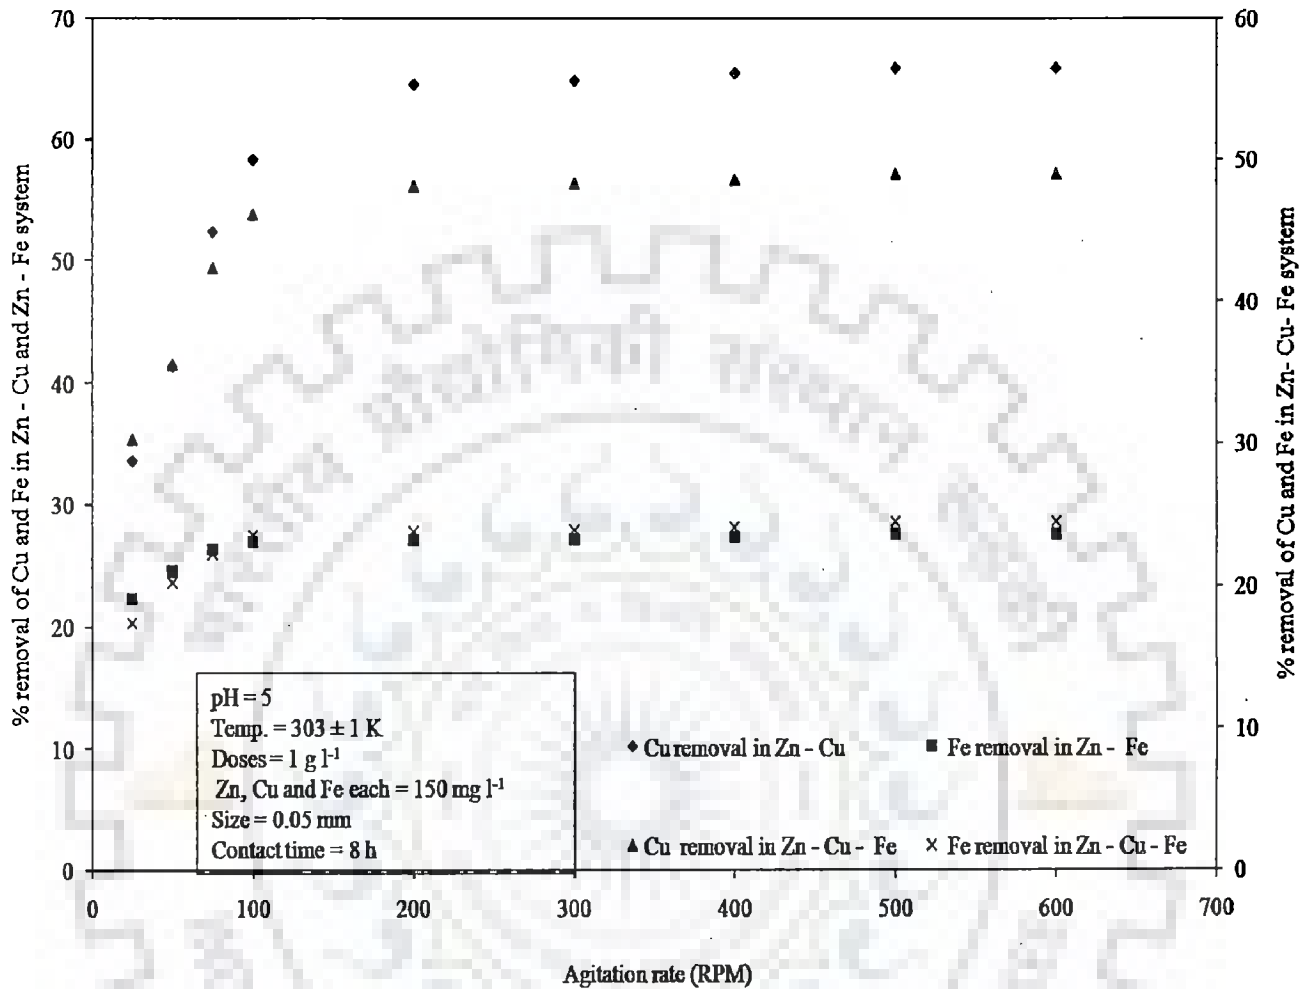 70
60
50
40
30
20
10
0
% removal of Cu and Fe in Zn - Cu and Zn - Fe system
60
50
40
30
20
10
0
% removal of Cu and Fe in Zn- Cu- Fe system
pH = 5
Temp. = 303 ± 1 K
Doses = 1 g l⁻¹
Zn, Cu and Fe each = 150 mg l⁻¹
Size = 0.05 mm
Contact time = 8 h
Cu removal in Zn - Cu
Fe removal in Zn - Fe
Cu removal in Zn - Cu - Fe
Fe removal in Zn - Cu - Fe
0 100 200 300 400 500 600 700
Agitation rate (RPM)